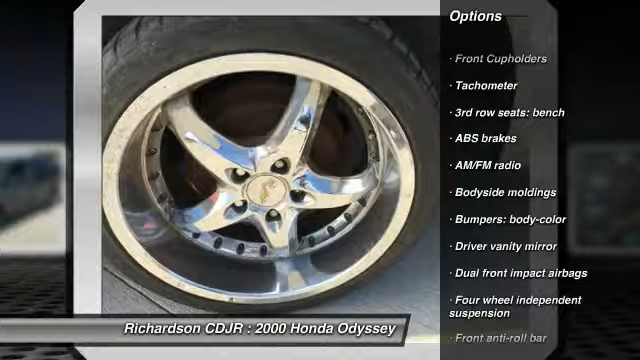 Options
· Front Cupholders
· Tachometer
· 3rd row seats: bench
· ABS brakes
· AM/FM radio
· Bodyside moldings
· Bumpers: body-color
· Driver vanity mirror
· Dual front impact airbags
· Four wheel independent
suspension
· Front anti-roll bar
Richardson CDJR : 2000 Honda Odyssey